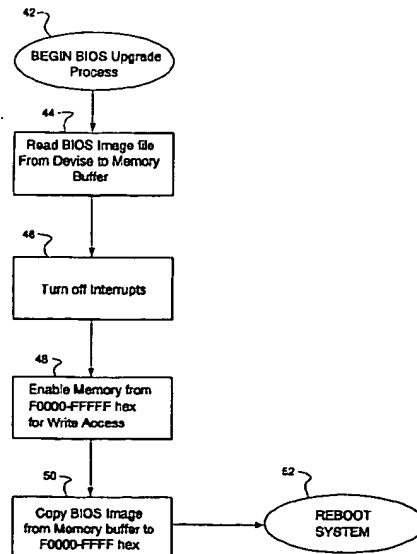 42
BEGIN BIOS Upgrade
Process
44
Read BIOS Image file
From Devise to Memory
Buffer
46
Turn off Interrupts
48
Enable Memory from
F0000-FFFFF hex
for Write Access
50
Copy BIOS Image
from Memory buffer to
F0000-FFFF hex
52
REBOOT
SYSTEM